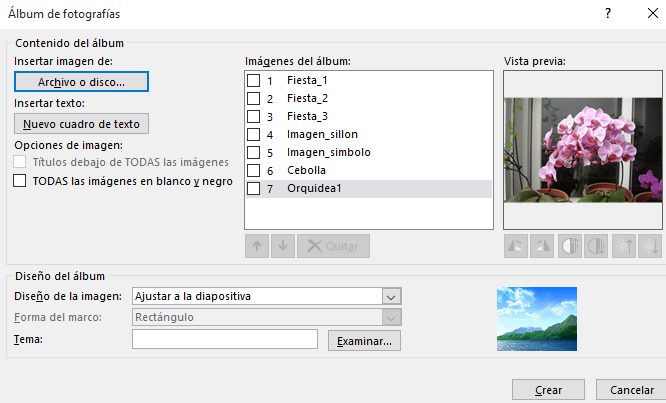 Álbum de fotografías
? ×
Contenido del álbum
Insertar imagen de:
Archivo o disco...
Insertar texto:
Nuevo cuadro de texto
Opciones de imagen:
Títulos debajo de TODAS las imágenes
TODAS las imágenes en blanco y negro
Imágenes del álbum:
1 Fiesta_1
2 Fiesta_2
3 Fiesta_3
4 Imagen_sillon
5 Imagen_simbolo
6 Cebolla
7 Orquidea1
Quitar
Vista previa:
Diseño del álbum
Diseño de la imagen: Ajustar a la diapositiva
Forma del marco: Rectángulo
Tema: Examinar...
Crear Cancelar